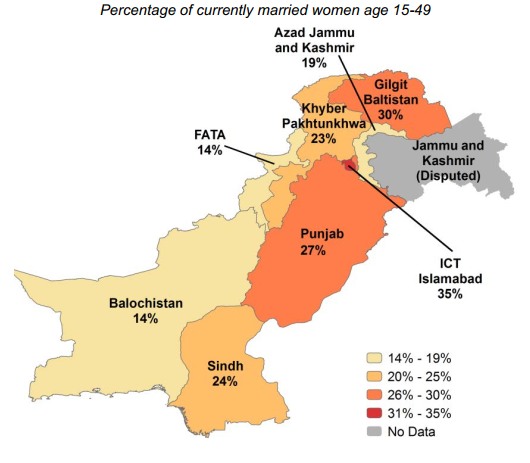 Percentage of currently married women age 15-49
Azad Jammu
and Kashmir
19%
Gilgit
Baltistan
30%
Khyber
Pakhtunkhwa
23%
FATA
14%
Jammu and
Kashmir
(Disputed)
Punjab
27%
ICT
Islamabad
35%
Balochistan
14%
Sindh
24%
14% - 19%
20% - 25%
26% - 30%
31% - 35%
No Data